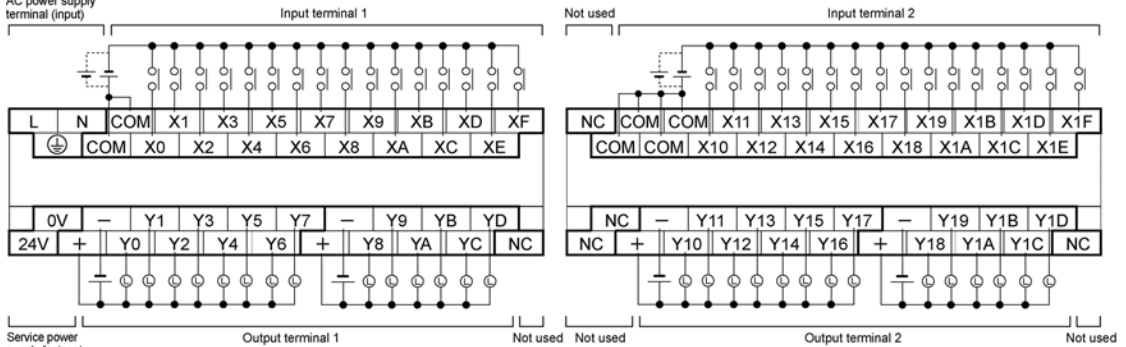 AC power supply
terminal (input)
Input terminal 1
Not used
Input terminal 2
L N COM X1 X3 X5 X7 X9 XB XD XF
COM X0 X2 X4 X6 X8 XA XC XE
NC COM COM X11 X13 X15 X17 X19 X1B X1D X1F
COM COM X10 X12 X14 X16 X18 X1A X1C X1E
0V − Y1 Y3 Y5 Y7 − Y9 YB YD
24V + Y0 Y2 Y4 Y6 + Y8 YA YC NC
L L L L L L L L L L L L L L
NC − Y11 Y13 Y15 Y17 − Y19 Y1B Y1D
NC + Y10 Y12 Y14 Y16 + Y18 Y1A Y1C NC
L L L L L L L L L L L L L L
Service power
Output terminal 1
Not used
Not used
Output terminal 2
Not used